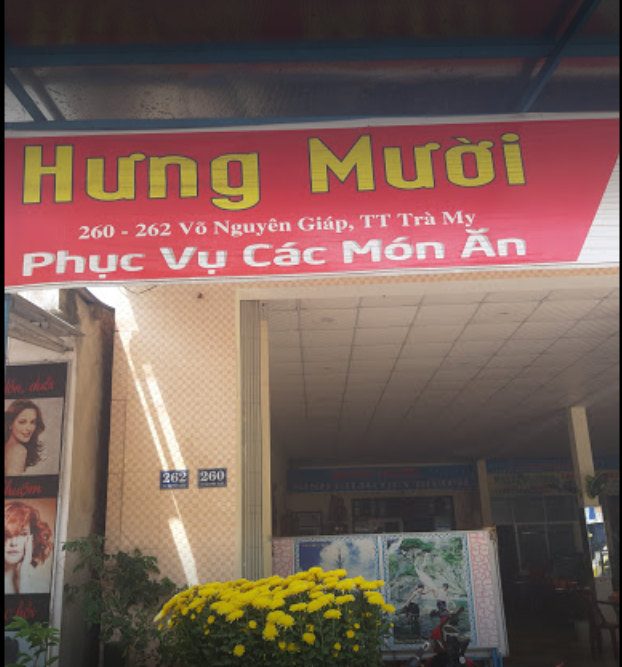 Hưng Mười
260 - 262 Võ Nguyên Giáp, TT Trà My
Phục Vụ Các Món Ăn
262 260